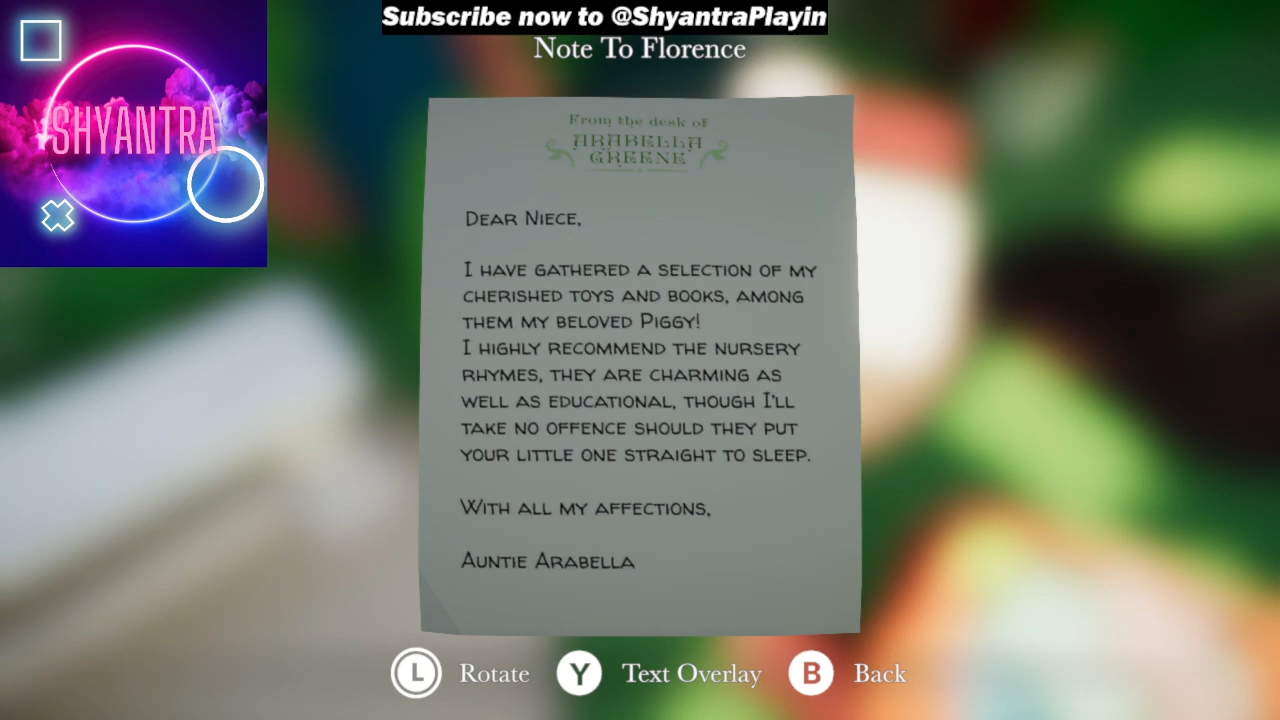 Subscribe now to @ShyantraPlayin
Note To Florence
SHYANTRA
From the desk of
ARABELLA
GREENE
DEAR NIECE,
I HAVE GATHERED A SELECTION OF MY
CHERISHED TOYS AND BOOKS, AMONG
THEM MY BELOVED PIGGY!
I HIGHLY RECOMMEND THE NURSERY
RHYMES, THEY ARE CHARMING AS
WELL AS EDUCATIONAL, THOUGH I'LL
TAKE NO OFFENCE SHOULD THEY PUT
YOUR LITTLE ONE STRAIGHT TO SLEEP.
WITH ALL MY AFFECTIONS,
AUNTIE ARABELLA
L Rotate Y Text Overlay B Back